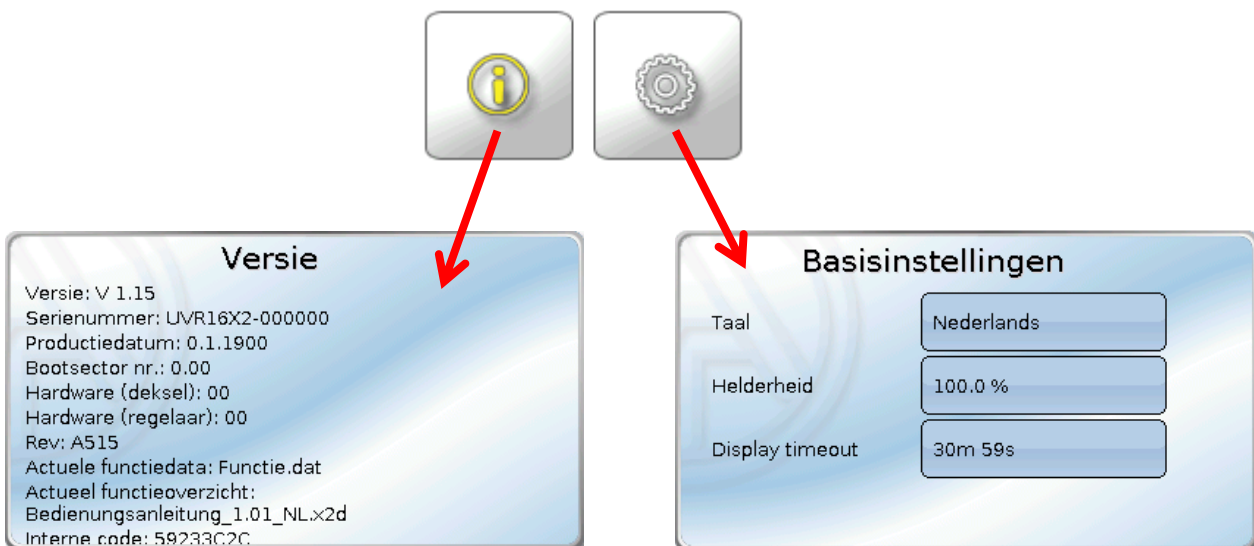 Versie
Versie: V 1.15
Serienummer: UVR16X2-000000
Productiedatum: 0.1.1900
Bootsector nr.: 0.00
Hardware (deksel): 00
Hardware (regelaar): 00
Rev: A515
Actuele functiedata: Functie.dat
Actueel functieoverzicht:
Bedienungsanleitung_1.01_NL.x2d
Interne code: 59233C2C
Basisinstellingen
Taal Nederlands
Helderheid 100.0 %
Display timeout 30m 59s